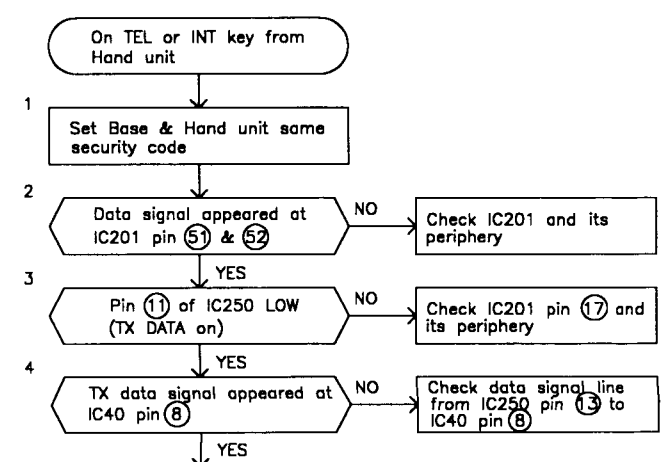 On TEL or INT key from
Hand unit
1
Set Base & Hand unit same
security code
2
Data signal appeared at
IC201 pin 51 & 52
NO
Check IC201 and its
periphery
YES
3
Pin 11 of IC250 LOW
(TX DATA on)
NO
Check IC201 pin 17 and
its periphery
YES
4
TX data signal appeared at
IC40 pin 8
NO
Check data signal line
from IC250 pin 13 to
IC40 pin 8
YES